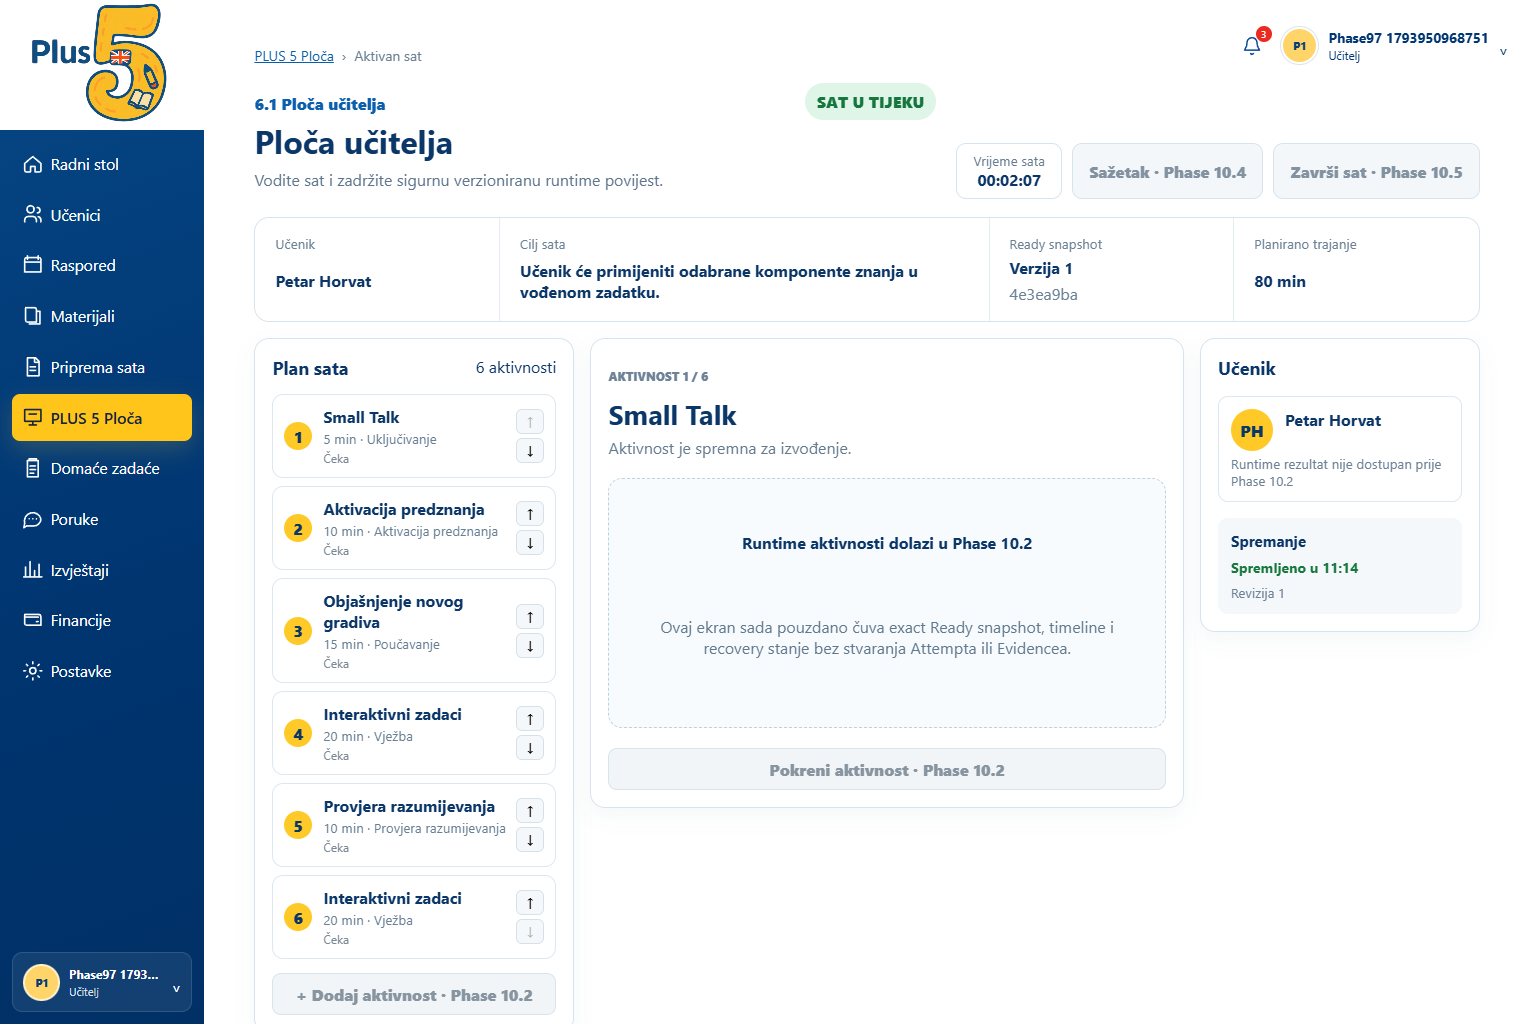 Plus 5
Radni stol
Učenici
Raspored
Materijali
Priprema sata
PLUS 5 Ploča
Domaće zadaće
Poruke
Izvještaji
Financije
Postavke
P1
Phase97 1793...
Učitelj
PLUS 5 Ploča › Aktivan sat
3
P1
Phase97 1793950968751
Učitelj
6.1 Ploča učitelja
SAT U TIJEKU
Ploča učitelja
Vodite sat i zadržite sigurnu verzioniranu runtime povijest.
Vrijeme sata
00:02:07
Sažetak · Phase 10.4
Završi sat · Phase 10.5
Učenik
Petar Horvat
Cilj sata
Učenik će primijeniti odabrane komponente znanja u
vođenom zadatku.
Ready snapshot
Verzija 1
4e3ea9ba
Planirano trajanje
80 min
Plan sata
6 aktivnosti
1
Small Talk
5 min · Uključivanje
Čeka
↑
↓
2
Aktivacija predznanja
10 min · Aktivacija predznanja
Čeka
↑
↓
3
Objašnjenje novog
gradiva
15 min · Poučavanje
Čeka
↑
↓
4
Interaktivni zadaci
20 min · Vježba
Čeka
↑
↓
5
Provjera razumijevanja
10 min · Provjera razumijevanja
Čeka
↑
↓
6
Interaktivni zadaci
20 min · Vježba
Čeka
↑
↓
+ Dodaj aktivnost · Phase 10.2
AKTIVNOST 1 / 6
Small Talk
Aktivnost je spremna za izvođenje.
Runtime aktivnosti dolazi u Phase 10.2
Ovaj ekran sada pouzdano čuva exact Ready snapshot, timeline i
recovery stanje bez stvaranja Attempta ili Evidencea.
Pokreni aktivnost · Phase 10.2
Učenik
PH
Petar Horvat
Runtime rezultat nije dostupan prije
Phase 10.2
Spremanje
Spremljeno u 11:14
Revizija 1